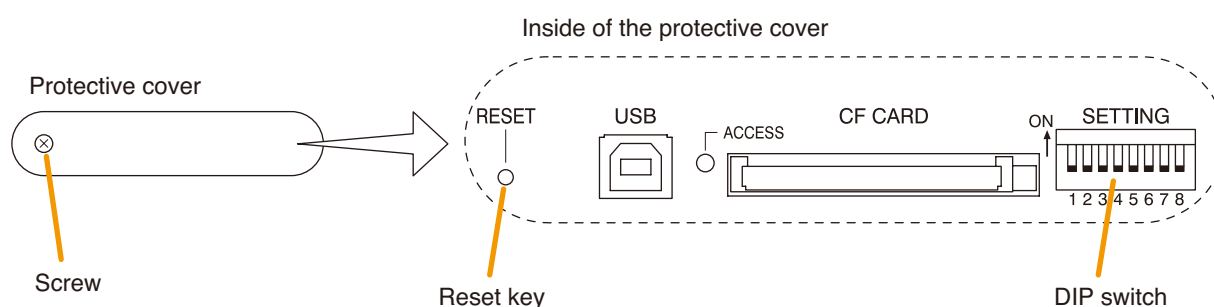 Inside of the protective cover
Protective cover
RESET
USB
ACCESS
CF CARD
ON
SETTING
1 2 3 4 5 6 7 8
Screw
Reset key
DIP switch